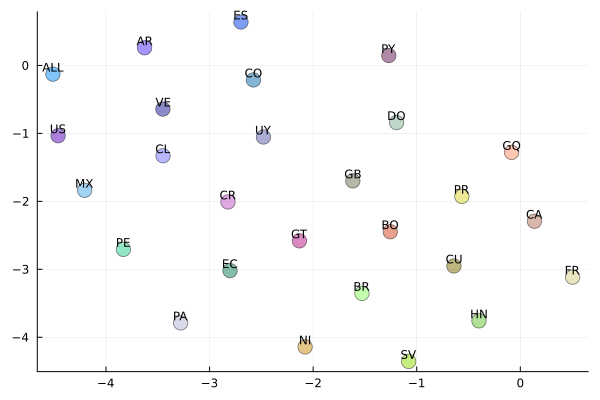 ES
AR
PY
0
ALL
CO
VE
DO
−1
US
UY
CL
GQ
GB
MX
PR
−2
CR
CA
GT
BO
PE
EC
CU
−3
FR
BR
PA
HN
−4
NI
SV
−4 −3 −2 −1 0